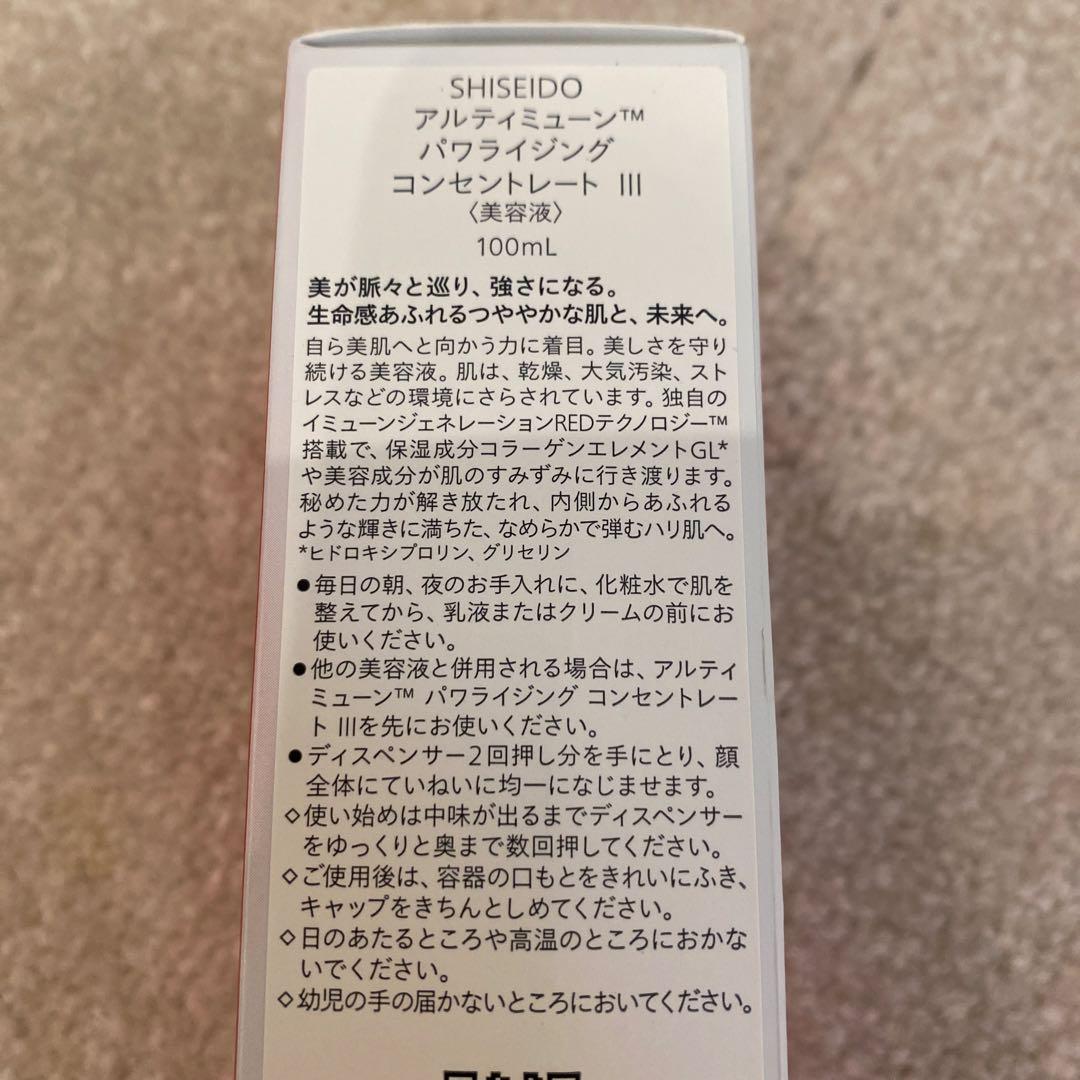 SHISEIDO
アルティミューン™
パワライジング
コンセントレート III
〈美容液〉
100mL
美が脈々と巡り、強さになる。
生命感あふれるつややかな肌と、未来へ。
自ら美肌へと向かう力に着目。美しさを守り
続ける美容液。肌は、乾燥、大気汚染、スト
レスなどの環境にさらされています。独自の
イミューンジェネレーションREDテクノロジー™
搭載で、保湿成分コラーゲンエレメントGL*
や美容成分が肌のすみずみに行き渡ります。
秘めた力が解き放たれ、内側からあふれる
ような輝きに満ちた、なめらかで弾むハリ肌へ。
*ヒドロキシプロリン、グリセリン
●毎日の朝、夜のお手入れに、化粧水で肌を
整えてから、乳液またはクリームの前にお
使いください。
●他の美容液と併用される場合は、アルティ
ミューン™ パワライジング コンセントレー
ト IIIを先にお使いください。
●ディスペンサー2回押し分を手にとり、顔
全体にていねいに均一になじませます。
◇使い始めは中味が出るまでディスペンサー
をゆっくりと奥まで数回押してください。
◇ご使用後は、容器の口もとをきれいにふき、
キャップをきちんとしめてください。
◇日のあたるところや高温のところにおかな
いでください。
◇幼児の手の届かないところにおいてください。